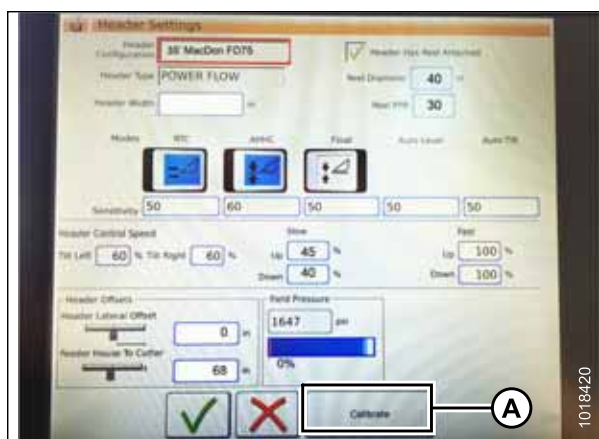 Header Settings
Header Configuration 35' MacDon FD75
Header Has Reel Attached
Header Type POWER FLOW
Reel Diameter 40 in
Header Width in
Reel PPR 30
Modes RTC AHHC Float Auto Level Auto Tilt
Sensitivity 50 60 50 50 50
Header Control Speed
Slow
Fast
Tilt Left 60 % Tilt Right 60 %
Up 45 %
Up 100 %
Down 40 %
Down 100 %
Header Offsets
Field Pressure
Header Lateral Offset
0 in
1647 psi
Feeder House To Cutter
68 in
0%
Calibrate
A
1018420